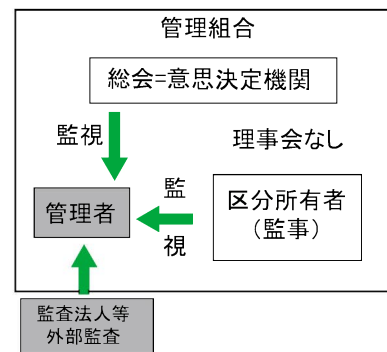 管理組合
総会=意思決定機関
監視
理事会なし
管理者
監
視
区分所有者
(監事)
監査法人等
外部監査